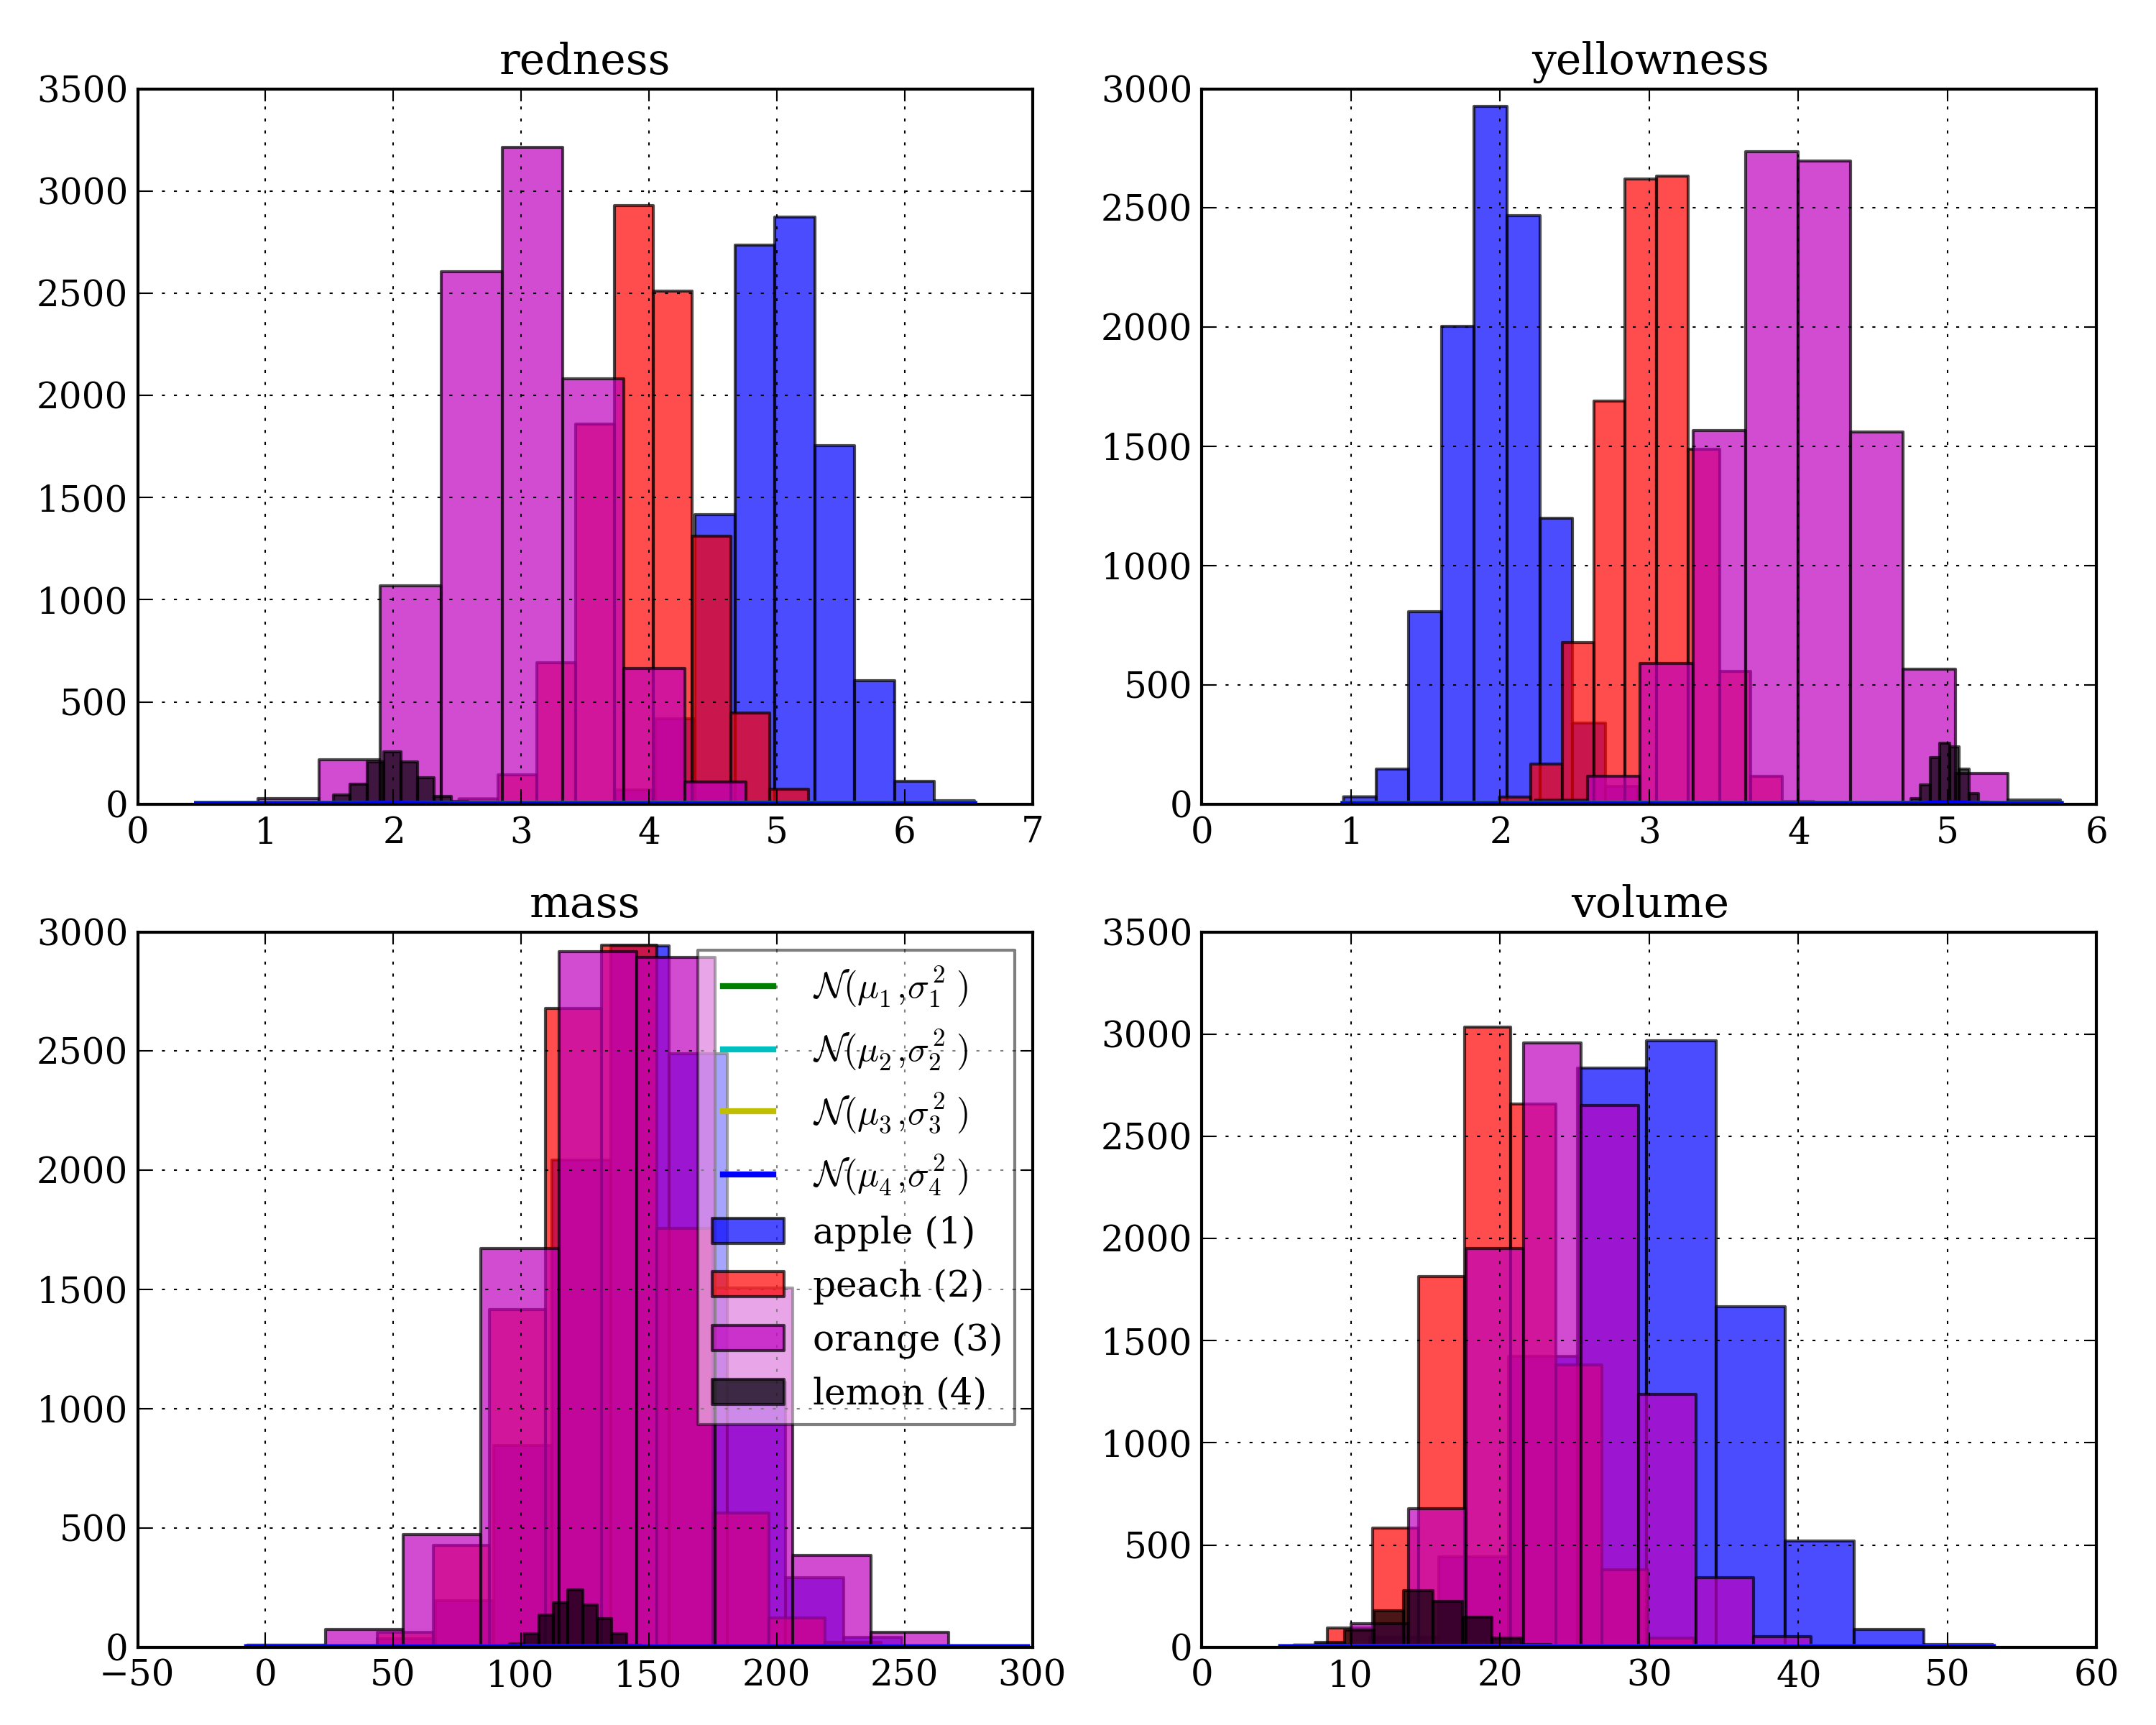 redness
3500
3000
2500
2000
1500
1000
500
0
0 1 2 3 4 5 6 7
yellowness
3000
2500
2000
1500
1000
500
0
0 1 2 3 4 5 6
mass
3000
2500
2000
1500
1000
500
0
−50 0 50 100 150 200 250 300
𝒩(μ₁,σ₁²)
𝒩(μ₂,σ₂²)
𝒩(μ₃,σ₃²)
𝒩(μ₄,σ₄²)
apple (1)
peach (2)
orange (3)
lemon (4)
volume
3500
3000
2500
2000
1500
1000
500
0
0 10 20 30 40 50 60